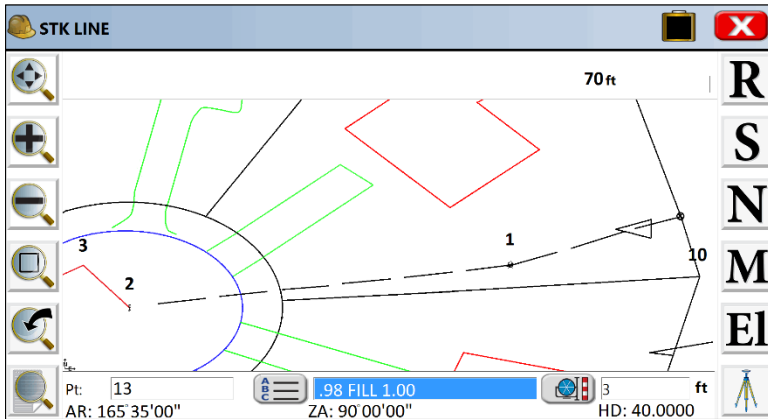 STK LINE
70 ft
R
S
N
M
El
3
2
1
10
A
B
C
Pt: 13 .98 FILL 1.00 3 ft
AR: 165°35'00" ZA: 90°00'00" HD: 40.0000